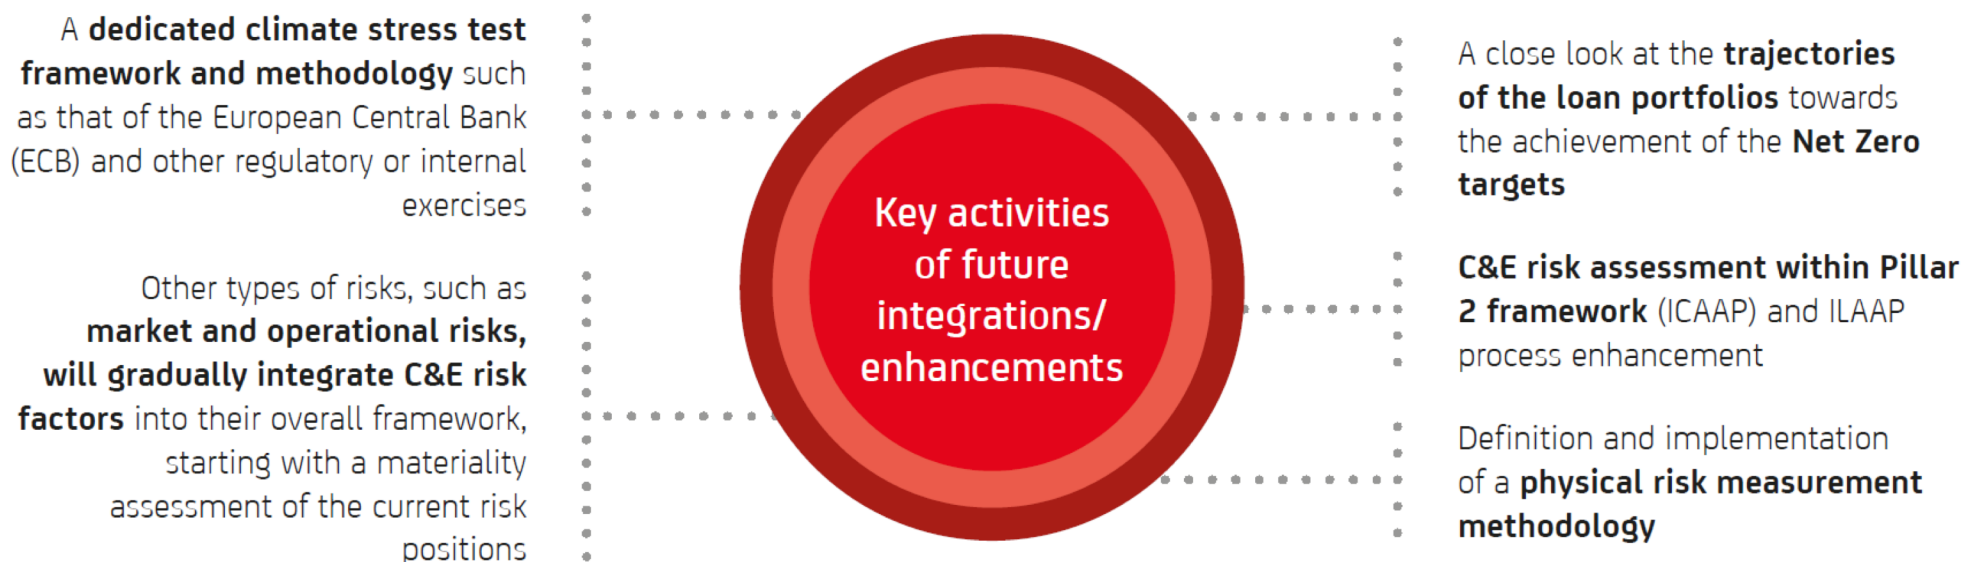 A dedicated climate stress test
framework and methodology such
as that of the European Central Bank
(ECB) and other regulatory or internal
exercises
Other types of risks, such as
market and operational risks,
will gradually integrate C&E risk
factors into their overall framework,
starting with a materiality
assessment of the current risk
positions
Key activities
of future
integrations/
enhancements
A close look at the trajectories
of the loan portfolios towards
the achievement of the Net Zero
targets
C&E risk assessment within Pillar
2 framework (ICAAP) and ILAAP
process enhancement
Definition and implementation
of a physical risk measurement
methodology